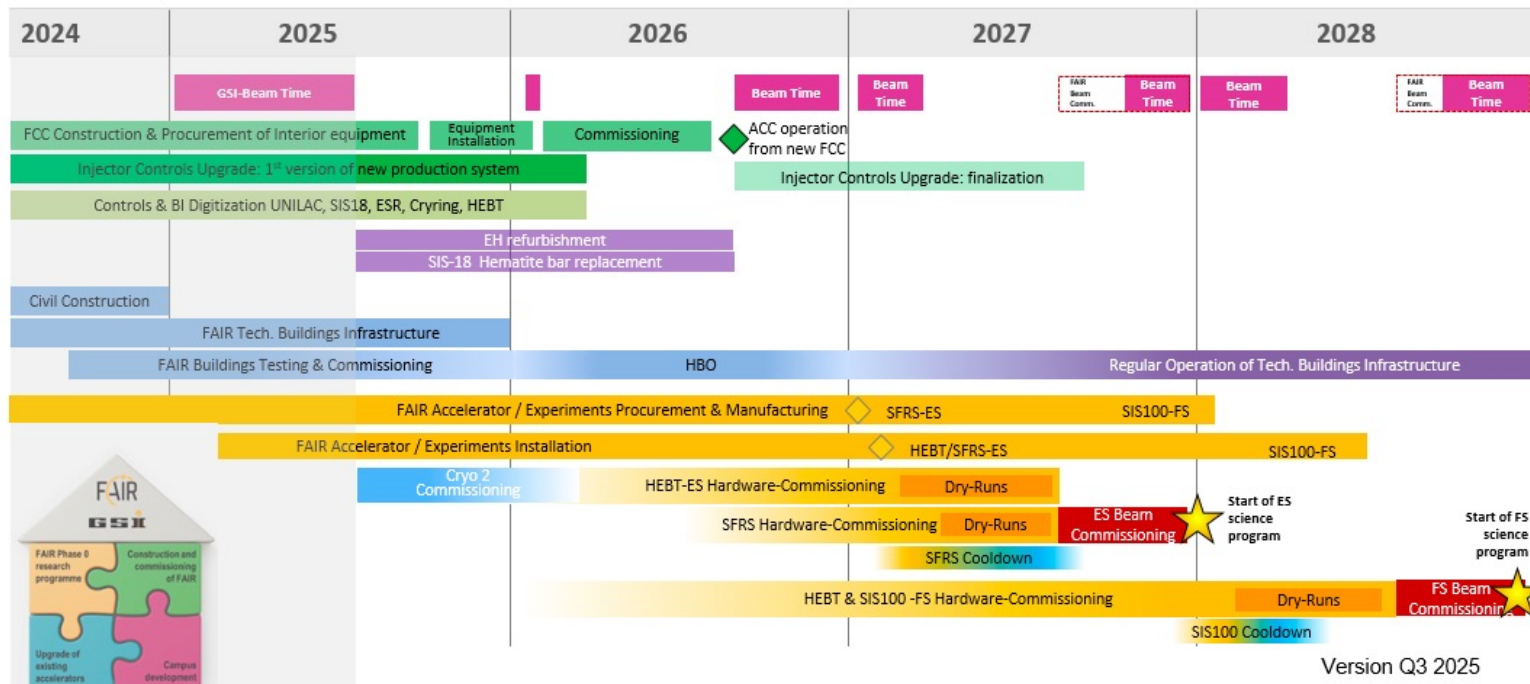 2024 2025 2026 2027 2028
GSI-Beam Time
Beam Time
Beam
Time
FAIR
Beam
Comm.
Beam
Time
Beam
Time
FAIR
Beam
Comm.
Beam
Time
FCC Construction & Procurement of Interior equipment
Equipment
Installation
Commissioning
ACC operation
from new FCC
Injector Controls Upgrade: 1st version of new production system
Injector Controls Upgrade: finalization
Controls & BI Digitization UNILAC, SIS18, ESR, Cryring, HEBT
EH refurbishment
SIS-18 Hematite bar replacement
Civil Construction
FAIR Tech. Buildings Infrastructure
FAIR Buildings Testing & Commissioning
HBO
Regular Operation of Tech. Buildings Infrastructure
FAIR Accelerator / Experiments Procurement & Manufacturing
SFRS-ES
SIS100-FS
FAIR Accelerator / Experiments Installation
HEBT/SFRS-ES
SIS100-FS
Cryo 2
Commissioning
HEBT-ES Hardware-Commissioning
Dry-Runs
SFRS Hardware-Commissioning
Dry-Runs
ES Beam
Commissioning
Start of ES
science
program
SFRS Cooldown
Start of FS
science
program
HEBT & SIS100 -FS Hardware-Commissioning
Dry-Runs
FS Beam
Commissioning
SIS100 Cooldown
FAIR
GSI
FAIR Phase 0
research
programme
Construction and
commissioning
of FAIR
Upgrade of
existing
accelerators
Campus
development
Version Q3 2025